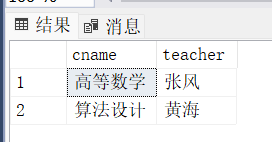 结果 消息
cname teacher
1 高等数学 张风
2 算法设计 黄海